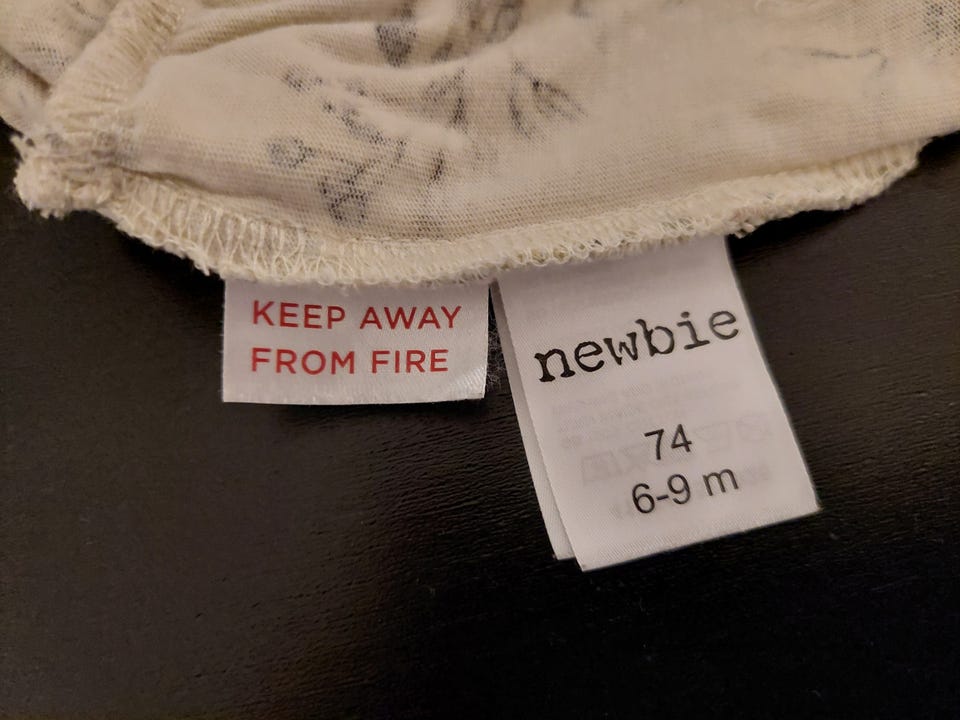 KEEP AWAY
FROM FIRE
newbie
74
6-9 m